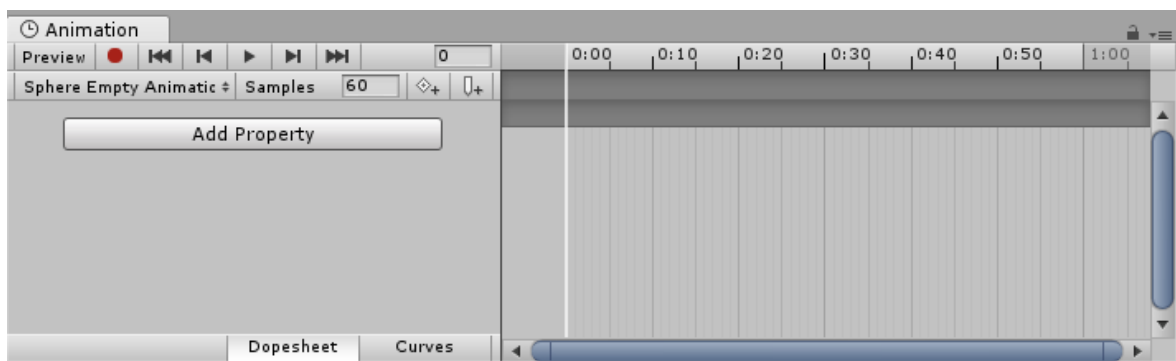 Animation
Preview 0 0:00 0:10 0:20 0:30 0:40 0:50 1:00
Sphere Empty Animatic Samples 60
Add Property
Dopesheet Curves